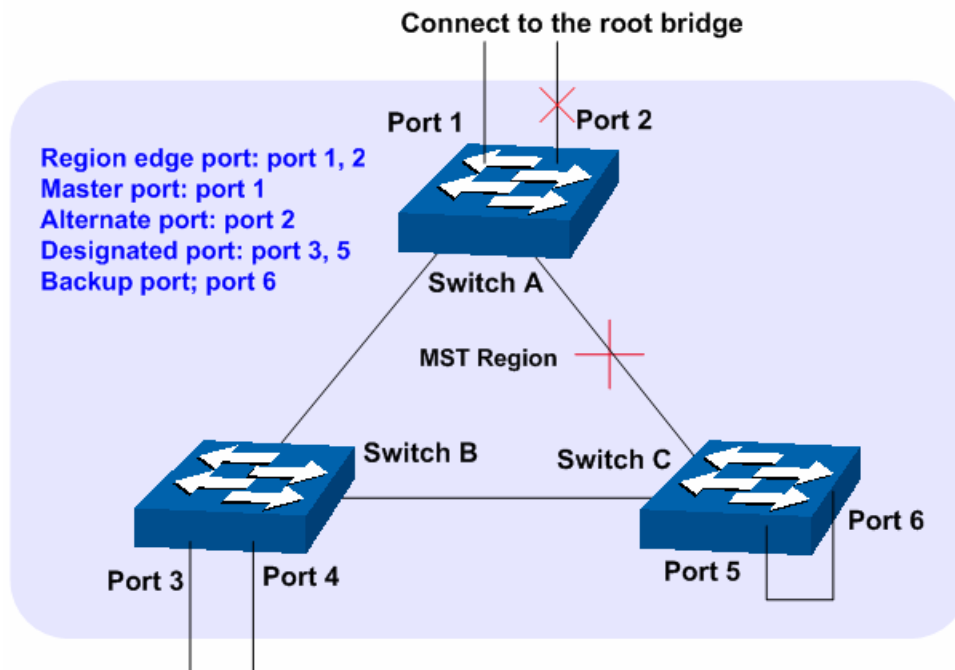 Connect to the root bridge
Port 1
Port 2
Region edge port: port 1, 2
Master port: port 1
Alternate port: port 2
Designated port: port 3, 5
Backup port; port 6
Switch A
MST Region
Switch B
Switch C
Port 6
Port 5
Port 3
Port 4